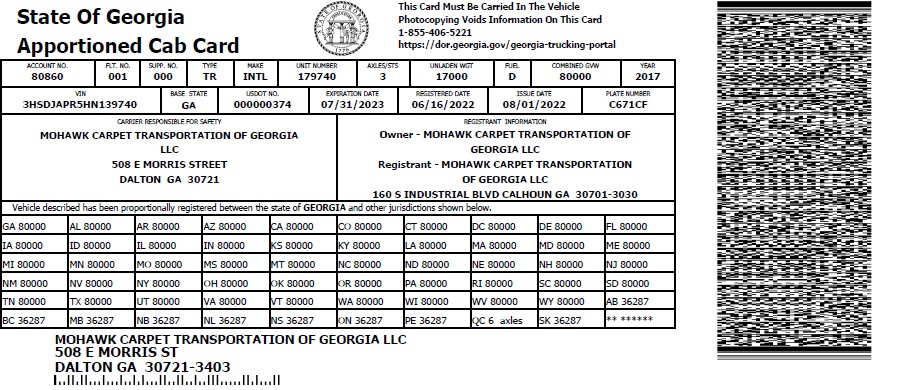 State Of Georgia
Apportioned Cab Card
STATE OF GEORGIA
1776
This Card Must Be Carried In The Vehicle
Photocopying Voids Information On This Card
1-855-406-5221
https://dor.georgia.gov/georgia-trucking-portal
ACCOUNT NO. FLT. NO. SUPP. NO. TYPE MAKE UNIT NUMBER AXLES/STS UNLADEN WGT FUEL COMBINED GVW YEAR
80860 001 000 TR INTL 179740 3 17000 D 80000 2017
VIN BASE STATE USDOT NO. EXPIRATION DATE REGISTERED DATE ISSUE DATE PLATE NUMBER
3HSDJAPR5HN139740 GA 000000374 07/31/2023 06/16/2022 08/01/2022 C671CF
CARRIER RESPONSIBLE FOR SAFETY
MOHAWK CARPET TRANSPORTATION OF GEORGIA
LLC
508 E MORRIS STREET
DALTON GA 30721
REGISTRANT INFORMATION
Owner - MOHAWK CARPET TRANSPORTATION OF
GEORGIA LLC
Registrant - MOHAWK CARPET TRANSPORTATION
OF GEORGIA LLC
160 S INDUSTRIAL BLVD CALHOUN GA 30701-3030
Vehicle described has been proportionally registered between the state of GEORGIA and other jurisdictions shown below.
GA 80000 AL 80000 AR 80000 AZ 80000 CA 80000 CO 80000 CT 80000 DC 80000 DE 80000 FL 80000
IA 80000 ID 80000 IL 80000 IN 80000 KS 80000 KY 80000 LA 80000 MA 80000 MD 80000 ME 80000
MI 80000 MN 80000 MO 80000 MS 80000 MT 80000 NC 80000 ND 80000 NE 80000 NH 80000 NJ 80000
NM 80000 NV 80000 NY 80000 OH 80000 OK 80000 OR 80000 PA 80000 RI 80000 SC 80000 SD 80000
TN 80000 TX 80000 UT 80000 VA 80000 VT 80000 WA 80000 WI 80000 WV 80000 WY 80000 AB 36287
BC 36287 MB 36287 NB 36287 NL 36287 NS 36287 ON 36287 PE 36287 QC 6 axles SK 36287 ** ******
MOHAWK CARPET TRANSPORTATION OF GEORGIA LLC
508 E MORRIS ST
DALTON GA 30721-3403